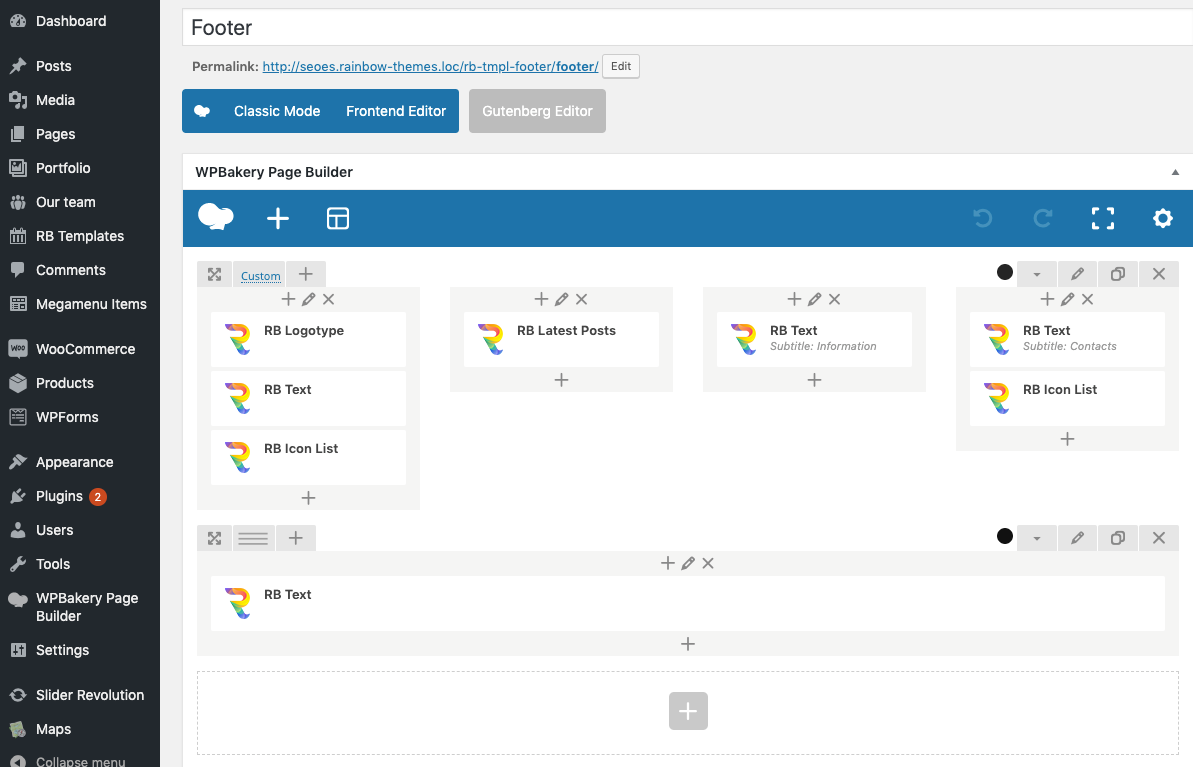 Dashboard
Posts
Media
Pages
Portfolio
Our team
RB Templates
Comments
Megamenu Items
WOO WooCommerce
Products
WPForms
Appearance
Plugins 2
Users
Tools
WPBakery Page
Builder
Settings
Slider Revolution
Maps
Collapse menu
Footer
Permalink: http://seoes.rainbow-themes.loc/rb-tmpl-footer/footer/ Edit
Classic Mode Frontend Editor Gutenberg Editor
WPBakery Page Builder
Custom
RB Logotype
RB Text
RB Icon List
RB Latest Posts
RB Text
Subtitle: Information
RB Text
Subtitle: Contacts
RB Icon List
RB Text